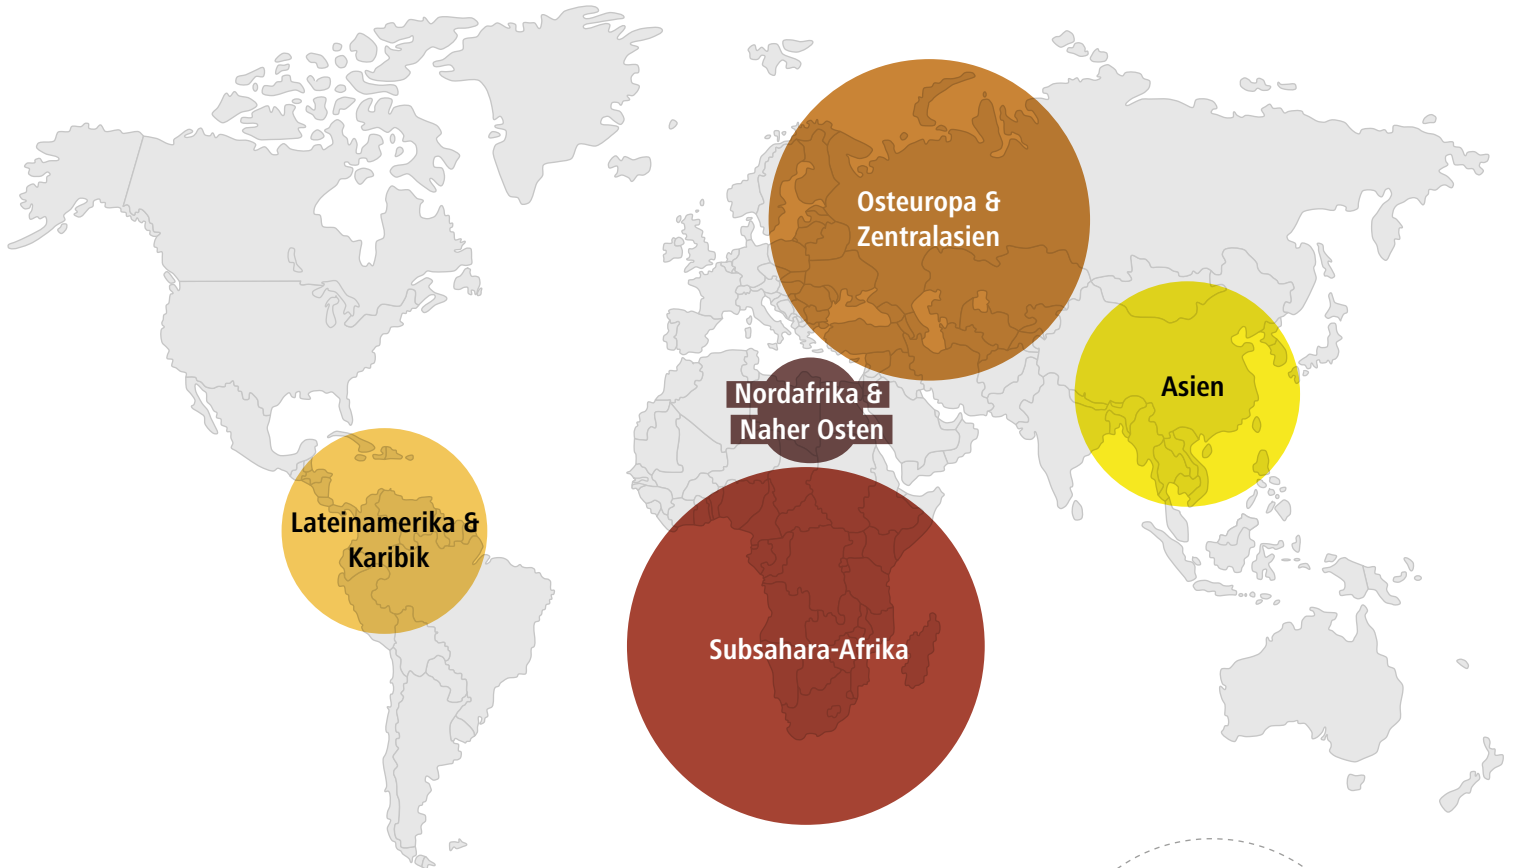 Osteuropa &
Zentralasien
Nordafrika &
Naher Osten
Asien
Lateinamerika &
Karibik
Subsahara-Afrika